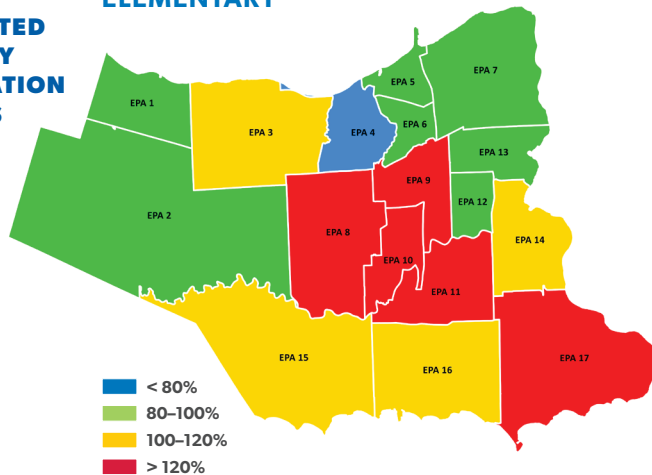 ELEMENTARY
EPA 1
EPA 2
EPA 3
EPA 4
EPA 5
EPA 6
EPA 7
EPA 8
EPA 9
EPA 10
EPA 11
EPA 12
EPA 13
EPA 14
EPA 15
EPA 16
EPA 17
< 80%
80–100%
100–120%
> 120%